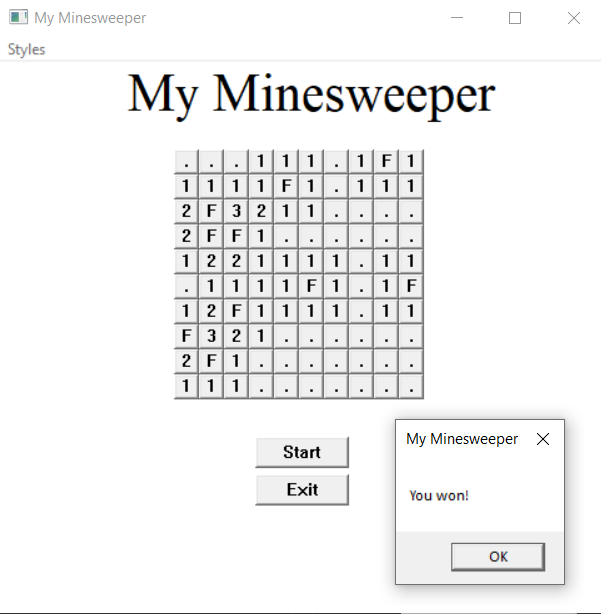 My Minesweeper
Styles
My Minesweeper
. . . 1 1 1 . 1 F 1
1 1 1 1 F 1 . 1 1 1
2 F 3 2 1 1 . . . .
2 F F 1 . . . . . .
1 2 2 1 1 1 1 . 1 1
. 1 1 1 1 F 1 . 1 F
1 2 F 1 1 1 1 . 1 1
F 3 2 1 . . . . . .
2 F 1 . . . . . . .
1 1 1 . . . . . . .
Start
Exit
My Minesweeper
You won!
OK